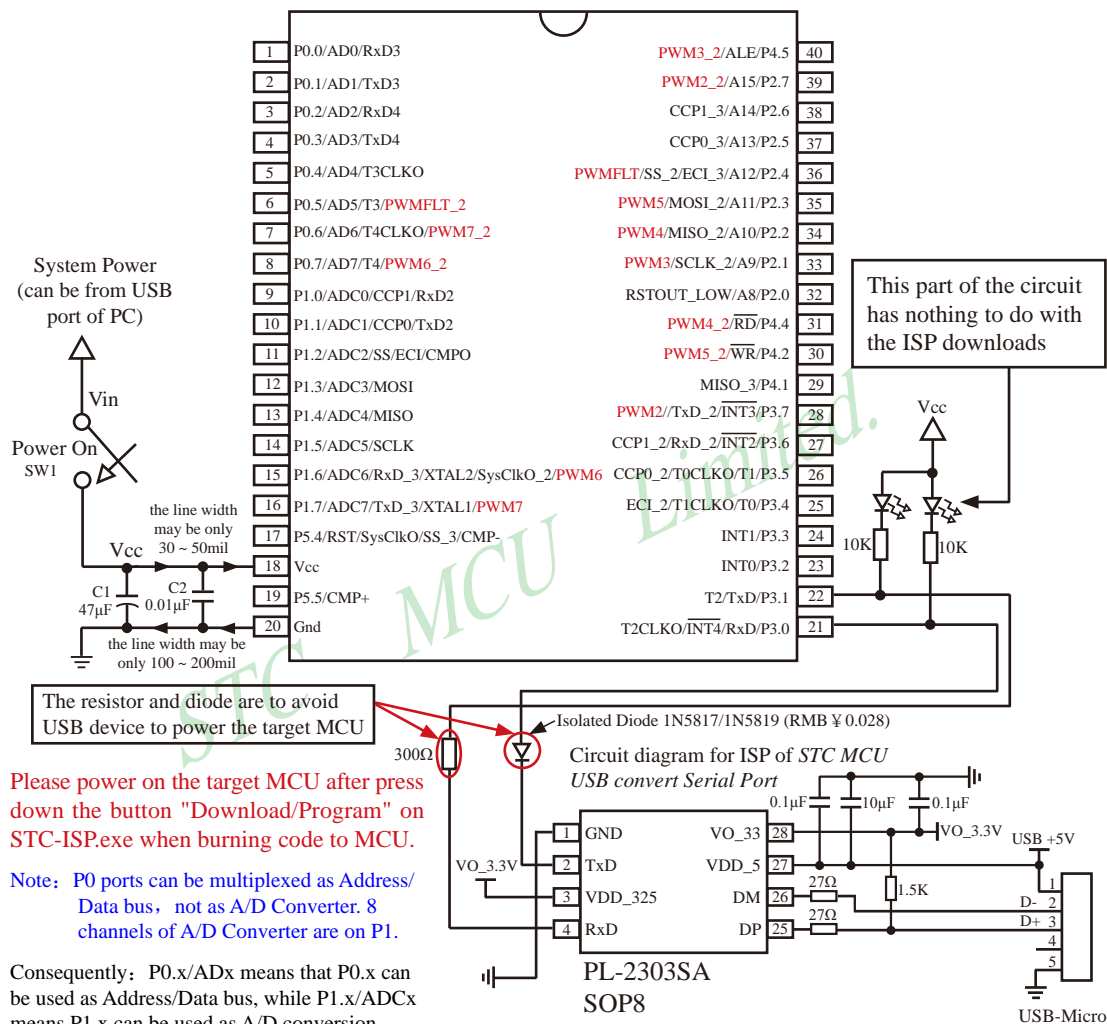 1 P0.0/AD0/RxD3
2 P0.1/AD1/TxD3
3 P0.2/AD2/RxD4
4 P0.3/AD3/TxD4
5 P0.4/AD4/T3CLKO
6 P0.5/AD5/T3/PWMFLT_2
7 P0.6/AD6/T4CLKO/PWM7_2
8 P0.7/AD7/T4/PWM6_2
9 P1.0/ADC0/CCP1/RxD2
10 P1.1/ADC1/CCP0/TxD2
11 P1.2/ADC2/SS/ECI/CMPO
12 P1.3/ADC3/MOSI
13 P1.4/ADC4/MISO
14 P1.5/ADC5/SCLK
15 P1.6/ADC6/RxD_3/XTAL2/SysClkO_2/PWM6
16 P1.7/ADC7/TxD_3/XTAL1/PWM7
17 P5.4/RST/SysClkO/SS_3/CMP-
18 Vcc
19 P5.5/CMP+
20 Gnd
PWM3_2/ALE/P4.5 40
PWM2_2/A15/P2.7 39
CCP1_3/A14/P2.6 38
CCP0_3/A13/P2.5 37
PWMFLT/SS_2/ECI_3/A12/P2.4 36
PWM5/MOSI_2/A11/P2.3 35
PWM4/MISO_2/A10/P2.2 34
PWM3/SCLK_2/A9/P2.1 33
RSTOUT_LOW/A8/P2.0 32
PWM4_2/RD/P4.4 31
PWM5_2/WR/P4.2 30
MISO_3/P4.1 29
PWM2//TxD_2/INT3/P3.7 28
CCP1_2/RxD_2/INT2/P3.6 27
CCP0_2/T0CLKO/T1/P3.5 26
ECI_2/T1CLKO/T0/P3.4 25
INT1/P3.3 24
INT0/P3.2 23
T2/TxD/P3.1 22
T2CLKO/INT4/RxD/P3.0 21
System Power
(can be from USB
port of PC)
Vin
Power On
SW1
the line width
may be only
30 ~ 50mil
Vcc
C1
47µF
C2
0.01µF
the line width may be
only 100 ~ 200mil
This part of the circuit
has nothing to do with
the ISP downloads
Vcc
10K
10K
STC MCU Limited.
The resistor and diode are to avoid
USB device to power the target MCU
300Ω
Isolated Diode 1N5817/1N5819 (RMB ¥ 0.028)
Circuit diagram for ISP of STC MCU
USB convert Serial Port
Please power on the target MCU after press
down the button "Download/Program" on
STC-ISP.exe when burning code to MCU.
Note: P0 ports can be multiplexed as Address/
Data bus, not as A/D Converter. 8
channels of A/D Converter are on P1.
Consequently: P0.x/ADx means that P0.x can
be used as Address/Data bus, while P1.x/ADCx
means P1.x can be used as A/D conversion
VO_3.3V
1 GND
2 TxD
3 VDD_325
4 RxD
VO_33 28
VDD_5 27
DM 26
DP 25
PL-2303SA
SOP8
0.1µF
10µF
0.1µF
VO_3.3V
27Ω
27Ω
1.5K
USB +5V
1
D- 2
D+ 3
4
5
USB-Micro